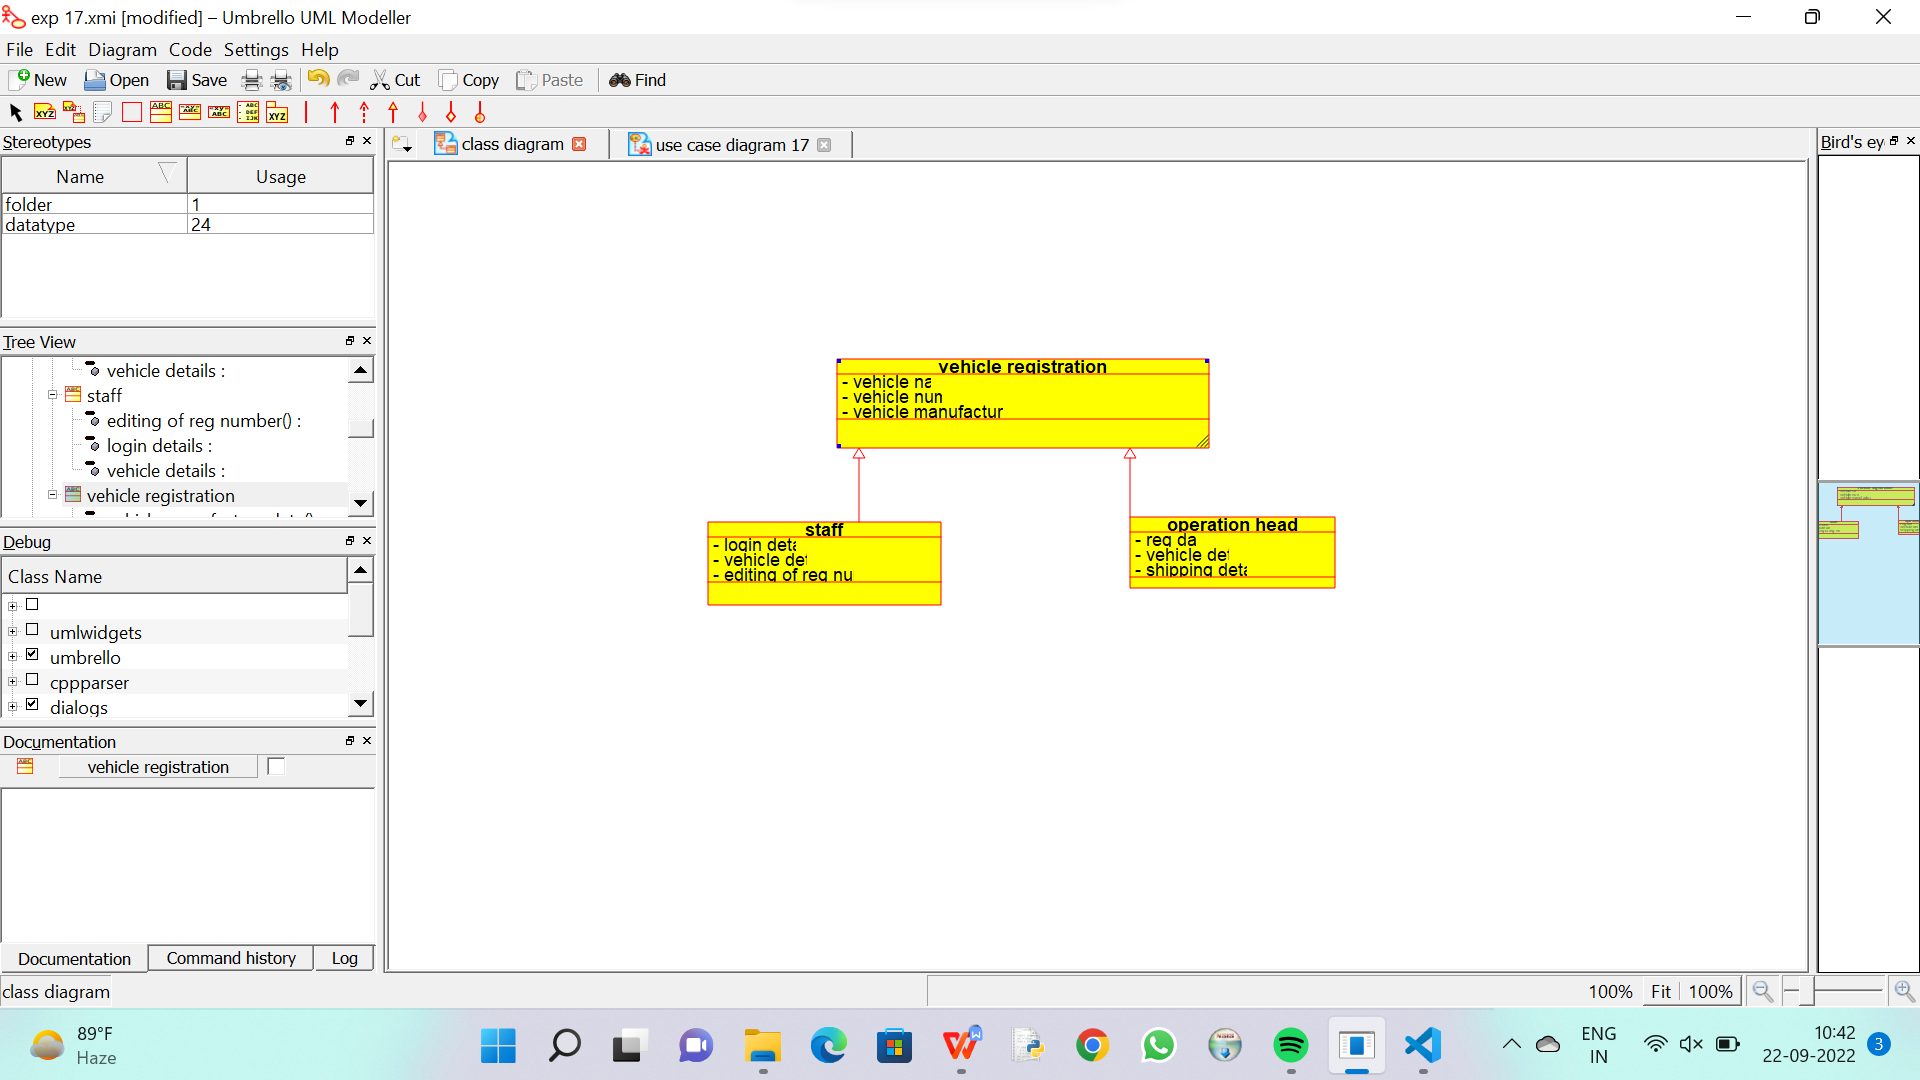 exp 17.xmi [modified] – Umbrello UML Modeller
File Edit Diagram Code Settings Help
New Open Save Cut Copy Paste Find
Stereotypes
Name Usage
folder 1
datatype 24
Tree View
vehicle details :
staff
editing of reg number() :
login details :
vehicle details :
vehicle registration
Debug
Class Name
umlwidgets
umbrello
cppparser
dialogs
Documentation
vehicle registration
Documentation Command history Log
class diagram
class diagram use case diagram 17
vehicle registration
- vehicle na
- vehicle num
- vehicle manufactur
staff
- login deta
- vehicle det
- editing of reg nu
operation head
- reg da
- vehicle det
- shipping deta
Bird's ey
100% Fit 100%
89°F
Haze
ENG
IN
10:42
22-09-2022
3